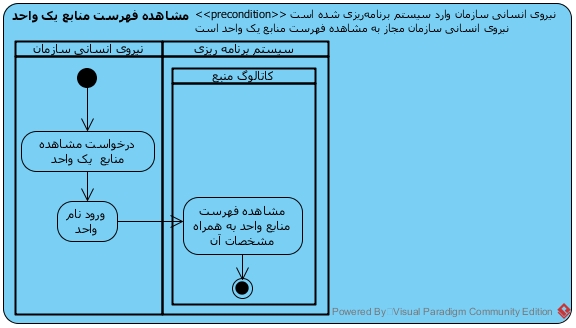 مشاهده فهرست منابع یک واحد
<<precondition>> نیروی انسانی سازمان وارد سیستم برنامه‌ریزی شده است
نیروی انسانی سازمان مجاز به مشاهده فهرست منابع یک واحد است
نیروی انسانی سازمان
سیستم برنامه ریزی
کاتالوگ منبع
درخواست مشاهده
منابع یک واحد
ورود نام
واحد
مشاهده فهرست
منابع واحد به همراه
مشخصات آن
Powered By Visual Paradigm Community Edition